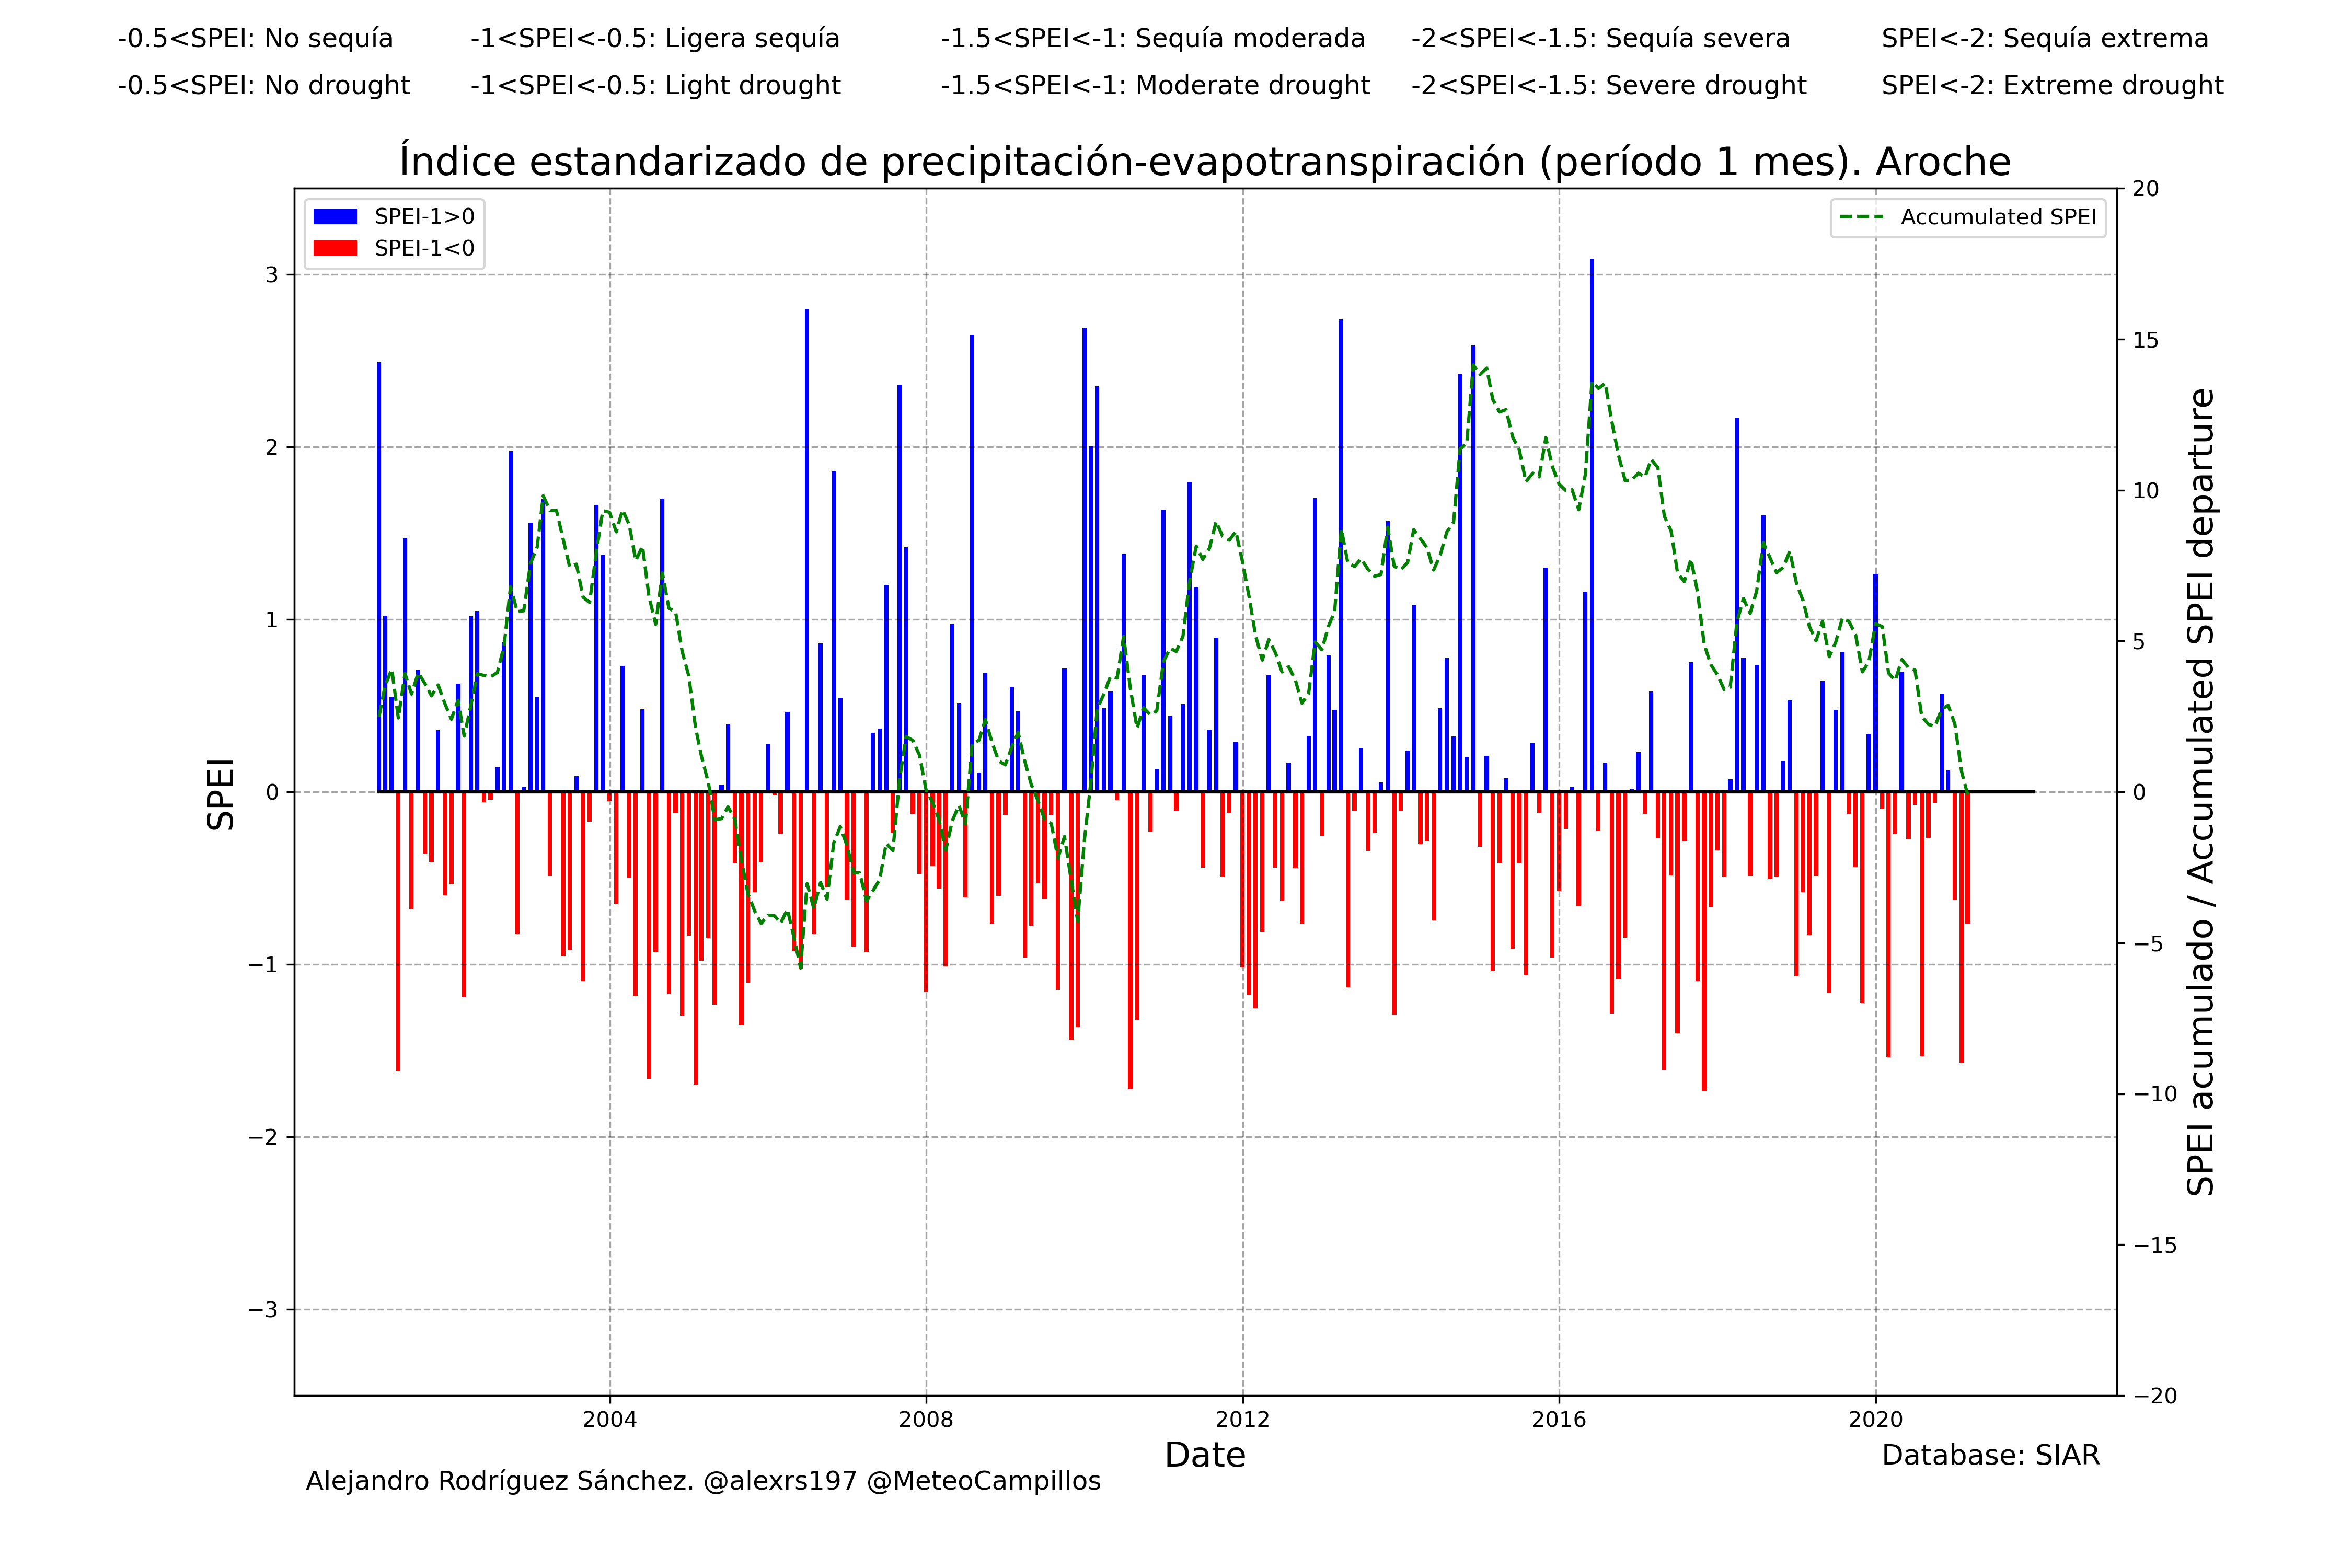 -0.5<SPEI: No sequía
-1<SPEI<-0.5: Ligera sequía
-1.5<SPEI<-1: Sequía moderada
-2<SPEI<-1.5: Sequía severa
SPEI<-2: Sequía extrema
-0.5<SPEI: No drought
-1<SPEI<-0.5: Light drought
-1.5<SPEI<-1: Moderate drought
-2<SPEI<-1.5: Severe drought
SPEI<-2: Extreme drought
Índice estandarizado de precipitación-evapotranspiración (período 1 mes). Aroche
SPEI-1>0
SPEI-1<0
Accumulated SPEI
SPEI
3
2
1
0
−1
−2
−3
20
15
10
5
0
−5
−10
−15
−20
SPEI acumulado / Accumulated SPEI departure
2004
2008
2012
2016
2020
Date
Database: SIAR
Alejandro Rodríguez Sánchez. @alexrs197 @MeteoCampillos